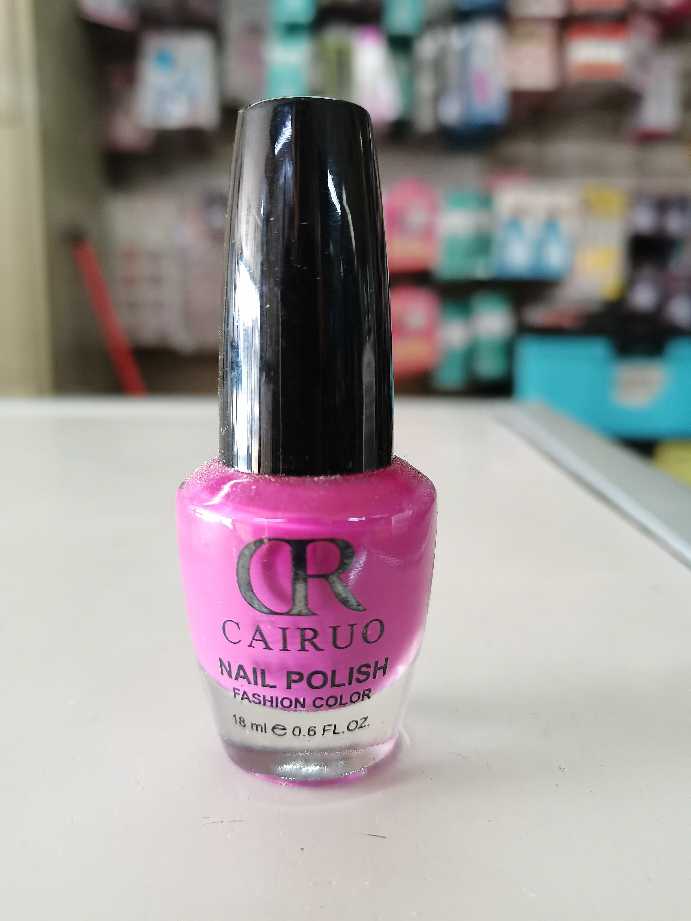 CR
CAIRUO
NAIL POLISH
FASHION COLOR
18 ml ℮ 0.6 FL.OZ.